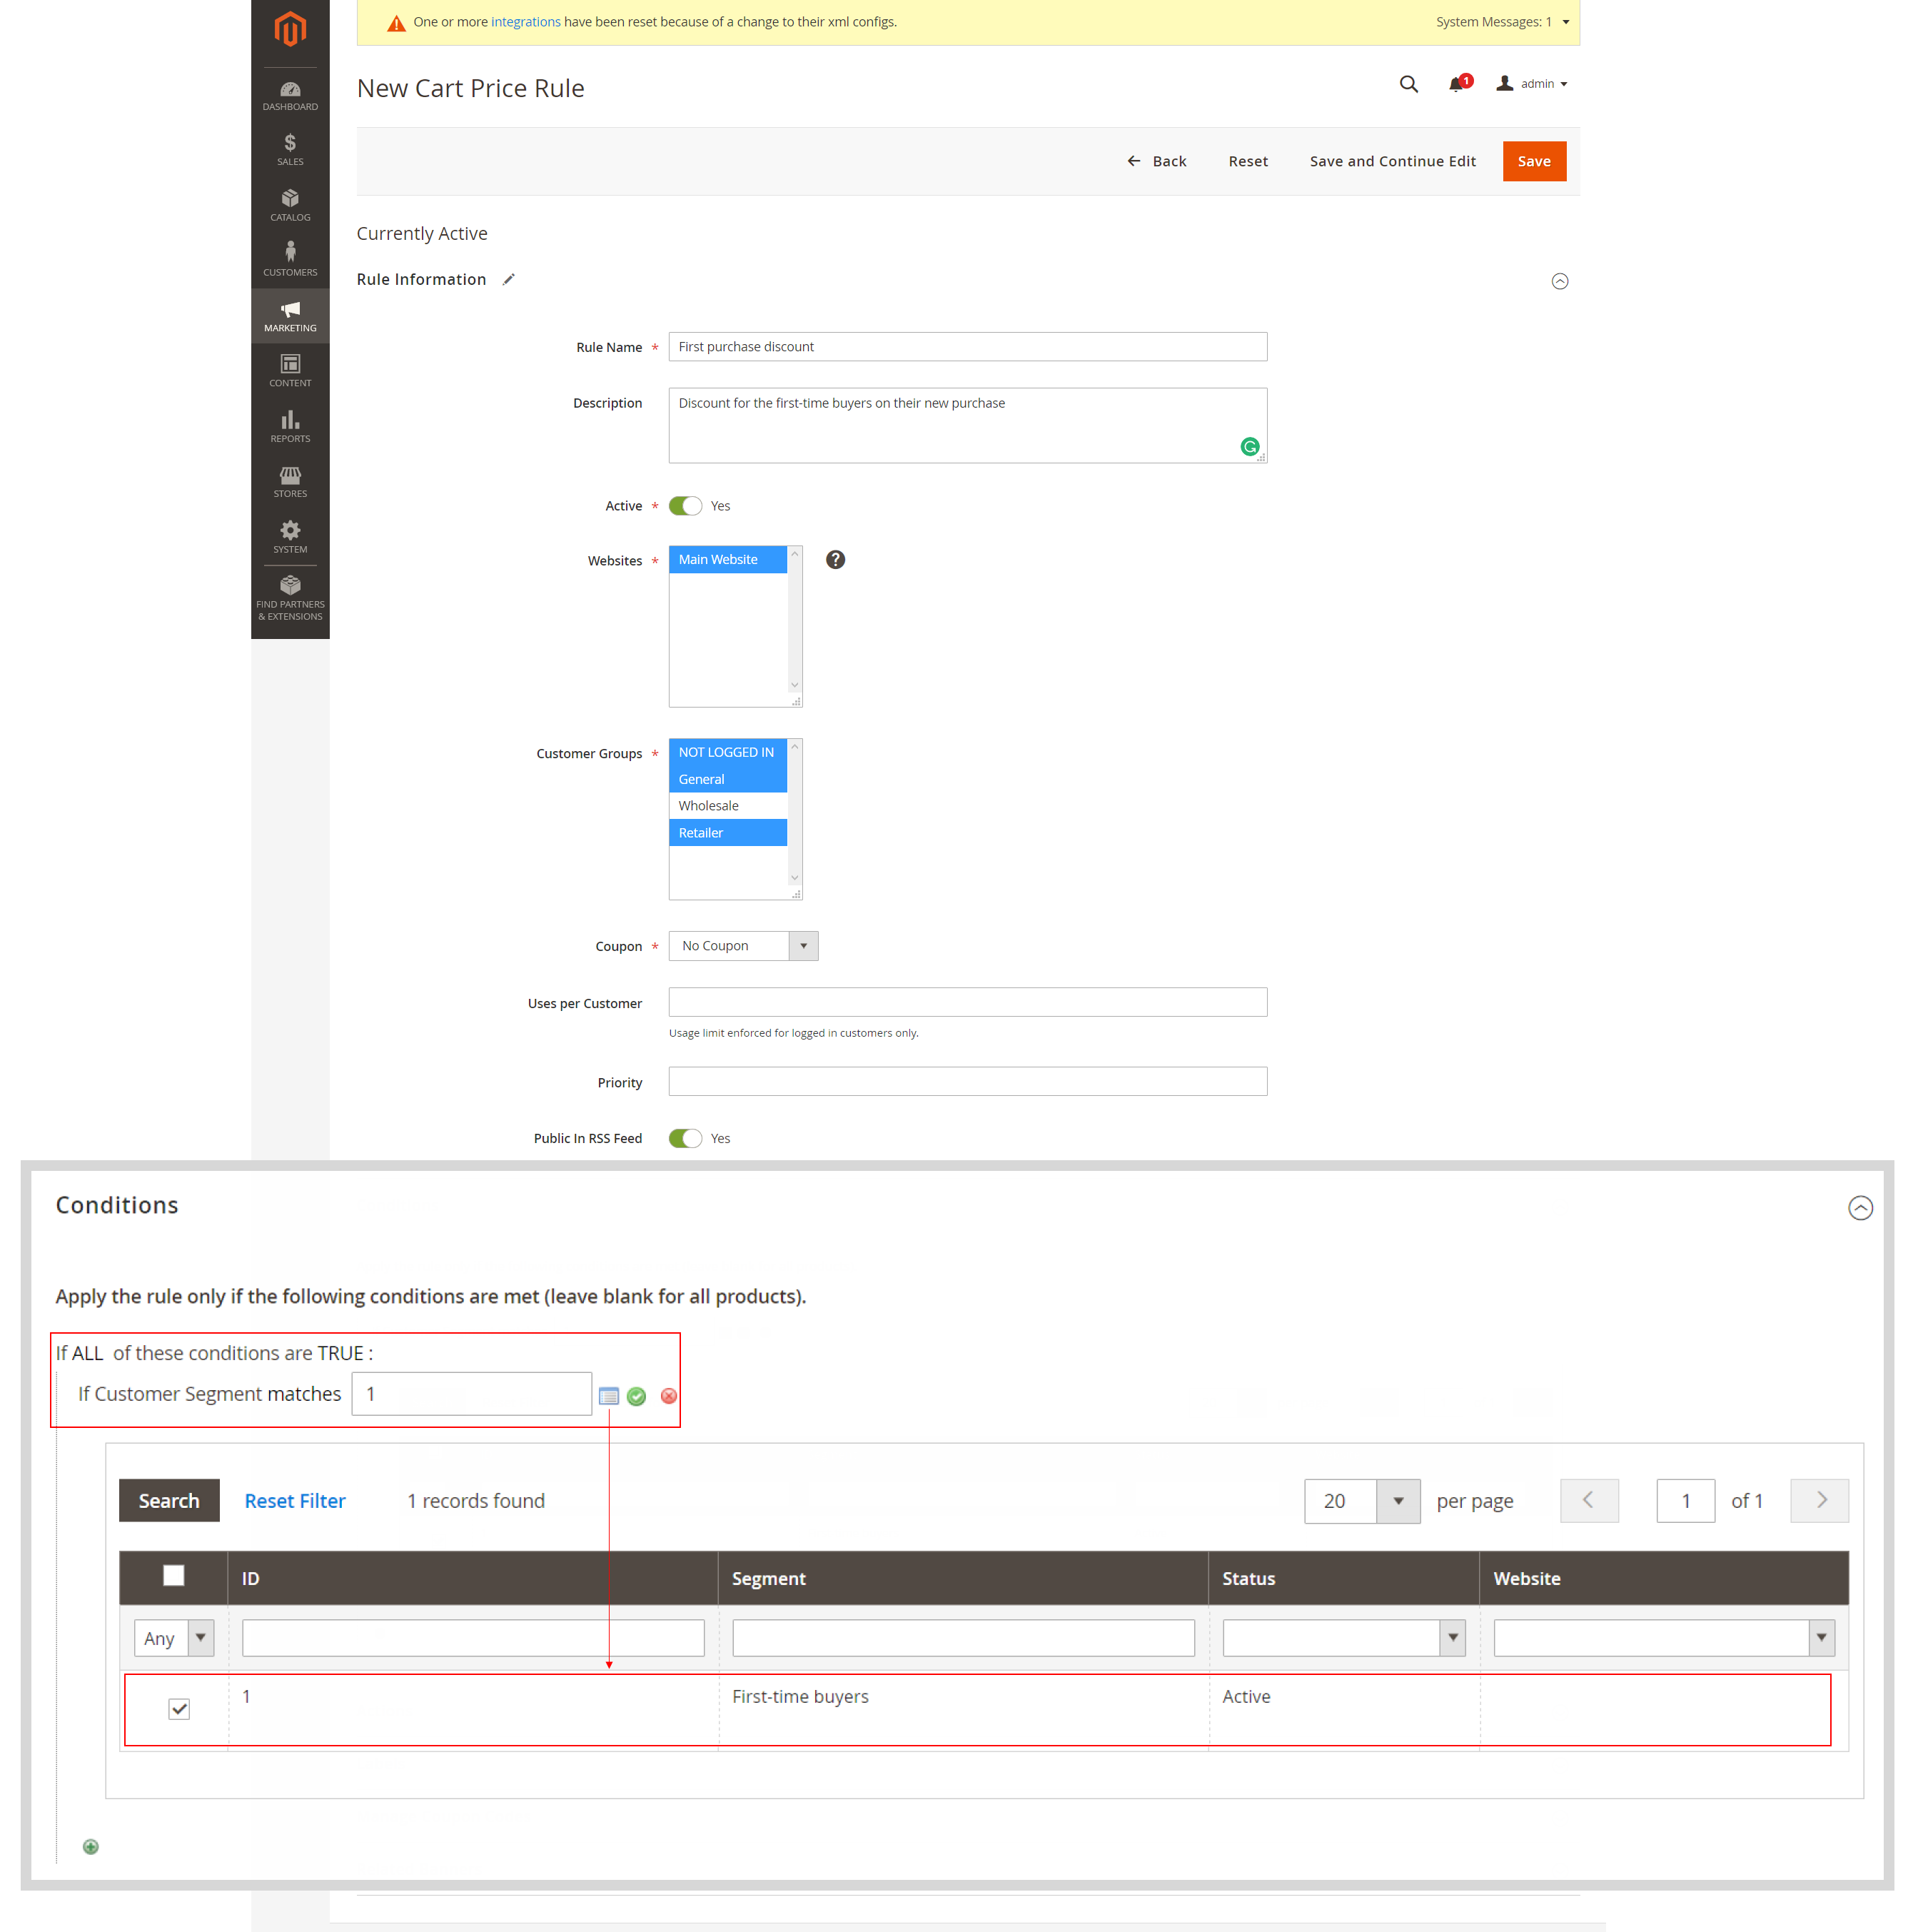 One or more integrations have been reset because of a change to their xml configs.
System Messages: 1
New Cart Price Rule
1
admin
DASHBOARD
SALES
CATALOG
CUSTOMERS
MARKETING
CONTENT
REPORTS
STORES
SYSTEM
FIND PARTNERS
& EXTENSIONS
Back
Reset
Save and Continue Edit
Save
Currently Active
Rule Information
Rule Name *
First purchase discount
Description
Discount for the first-time buyers on their new purchase
Active *
Yes
Websites *
Main Website
?
Customer Groups *
NOT LOGGED IN
General
Wholesale
Retailer
Coupon *
No Coupon
Uses per Customer
Usage limit enforced for logged in customers only.
Priority
Public In RSS Feed
Yes
Conditions
Apply the rule only if the following conditions are met (leave blank for all products).
If ALL of these conditions are TRUE :
If Customer Segment matches 1
Search
Reset Filter
1 records found
20
per page
1
of 1
ID
Segment
Status
Website
Any
1
First-time buyers
Active